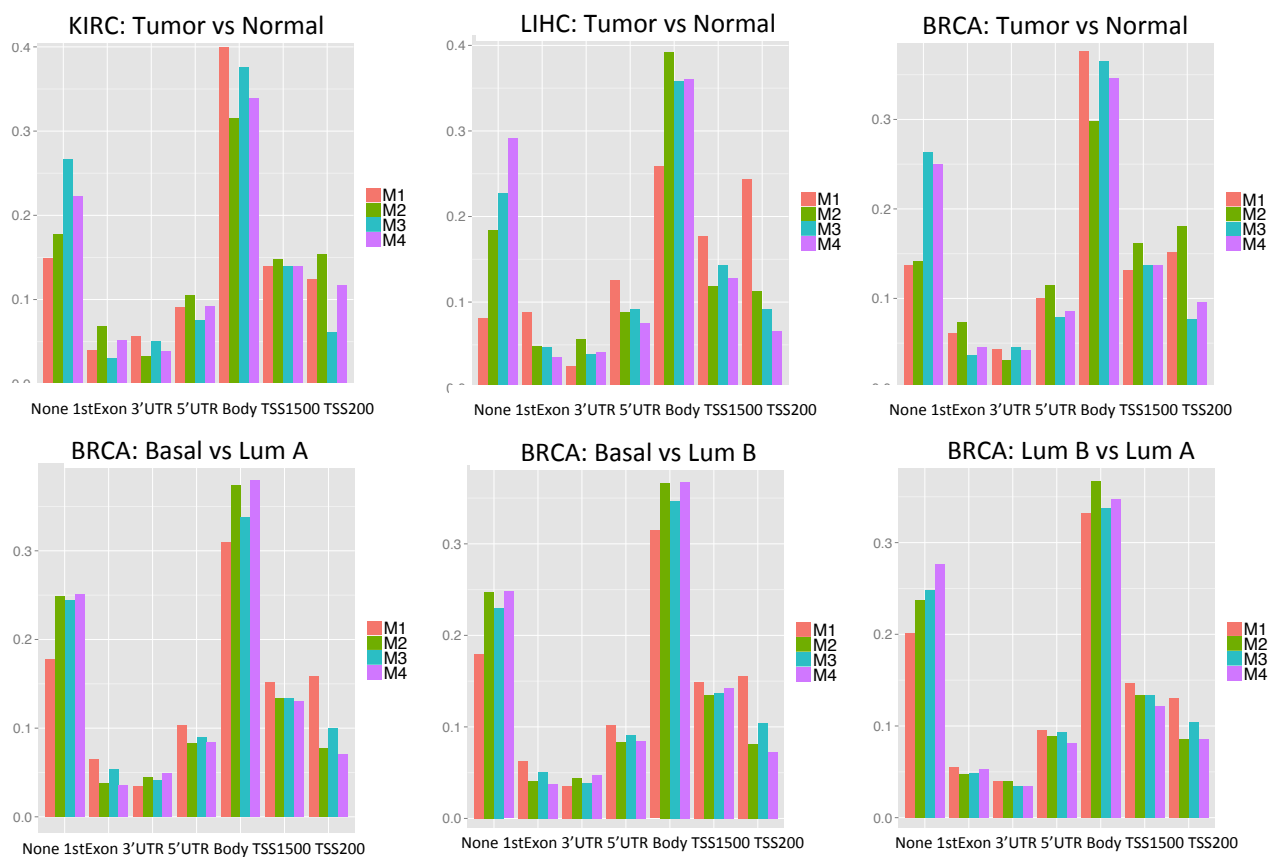 KIRC: Tumor vs Normal
0.4
0.3
0.2
0.1
M1
M2
M3
M4
None 1stExon 3’UTR 5’UTR Body TSS1500 TSS200
LIHC: Tumor vs Normal
0.4
0.3
0.2
0.1
M1
M2
M3
M4
None 1stExon 3’UTR 5’UTR Body TSS1500 TSS200
BRCA: Tumor vs Normal
0.3
0.2
0.1
M1
M2
M3
M4
None 1stExon 3’UTR 5’UTR Body TSS1500 TSS200
BRCA: Basal vs Lum A
0.3
0.2
0.1
0.0
M1
M2
M3
M4
None 1stExon 3’UTR 5’UTR Body TSS1500 TSS200
BRCA: Basal vs Lum B
0.3
0.2
0.1
0.0
M1
M2
M3
M4
None 1stExon 3’UTR 5’UTR Body TSS1500 TSS200
BRCA: Lum B vs Lum A
0.3
0.2
0.1
0.0
M1
M2
M3
M4
None 1stExon 3’UTR 5’UTR Body TSS1500 TSS200